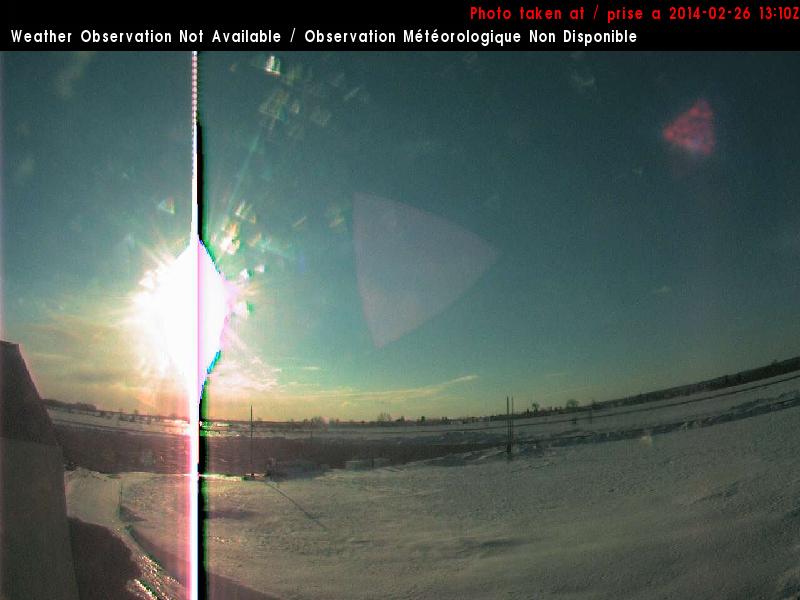 Photo taken at / prise a 2014-02-26 13:10Z
Weather Observation Not Available / Observation Météorologique Non Disponible